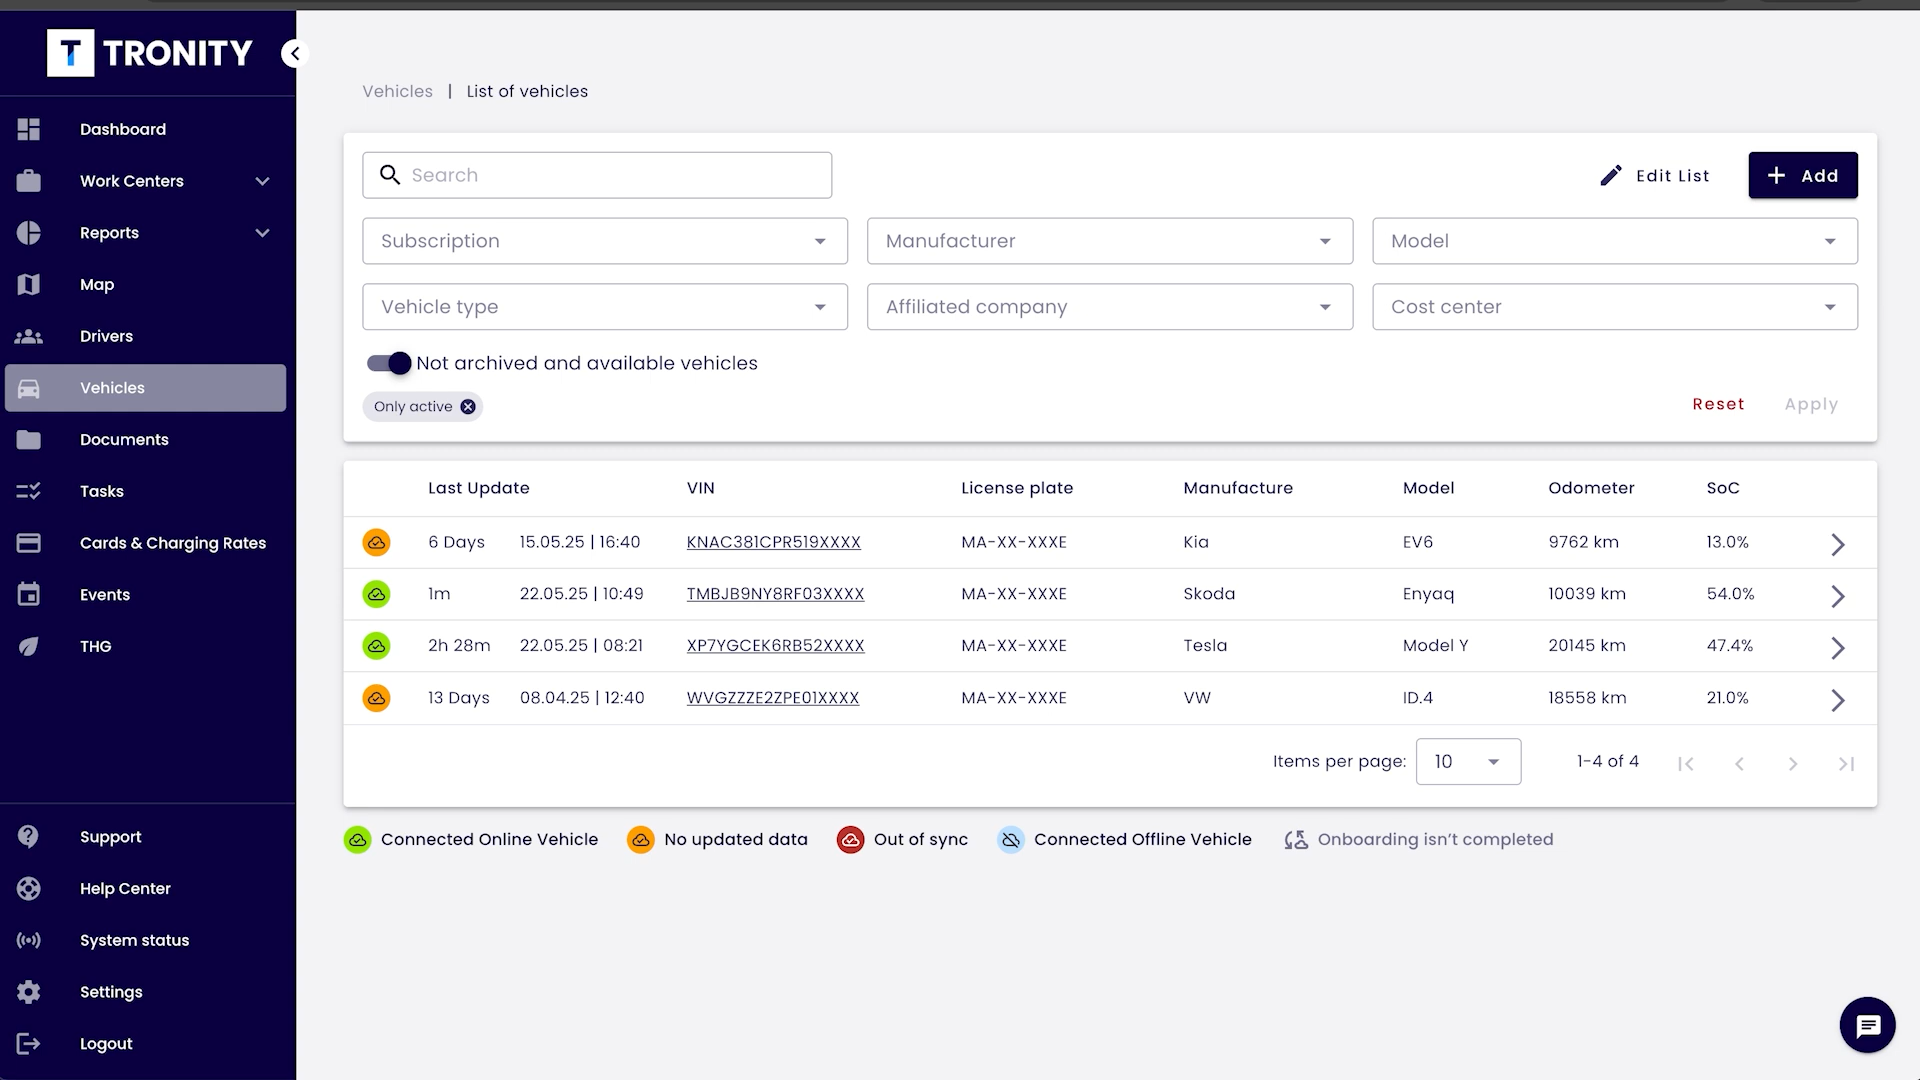 T TRONITY
Dashboard
Work Centers
Reports
Map
Drivers
Vehicles
Documents
Tasks
Cards & Charging Rates
Events
THG
Support
Help Center
System status
Settings
Logout
Vehicles | List of vehicles
Search
Edit List
+ Add
Subscription
Manufacturer
Model
Vehicle type
Affiliated company
Cost center
Not archived and available vehicles
Only active
Reset
Apply
Last Update VIN License plate Manufacture Model Odometer SoC
6 Days 15.05.25 | 16:40 KNAC381CPR519XXXX MA-XX-XXXE Kia EV6 9762 km 13.0%
1m 22.05.25 | 10:49 TMBJB9NY8RF03XXXX MA-XX-XXXE Skoda Enyaq 10039 km 54.0%
2h 28m 22.05.25 | 08:21 XP7YGCEK6RB52XXXX MA-XX-XXXE Tesla Model Y 20145 km 47.4%
13 Days 08.04.25 | 12:40 WVGZZZE2ZPE01XXXX MA-XX-XXXE VW ID.4 18558 km 21.0%
Items per page: 10 1-4 of 4
Connected Online Vehicle No updated data Out of sync Connected Offline Vehicle Onboarding isn’t completed